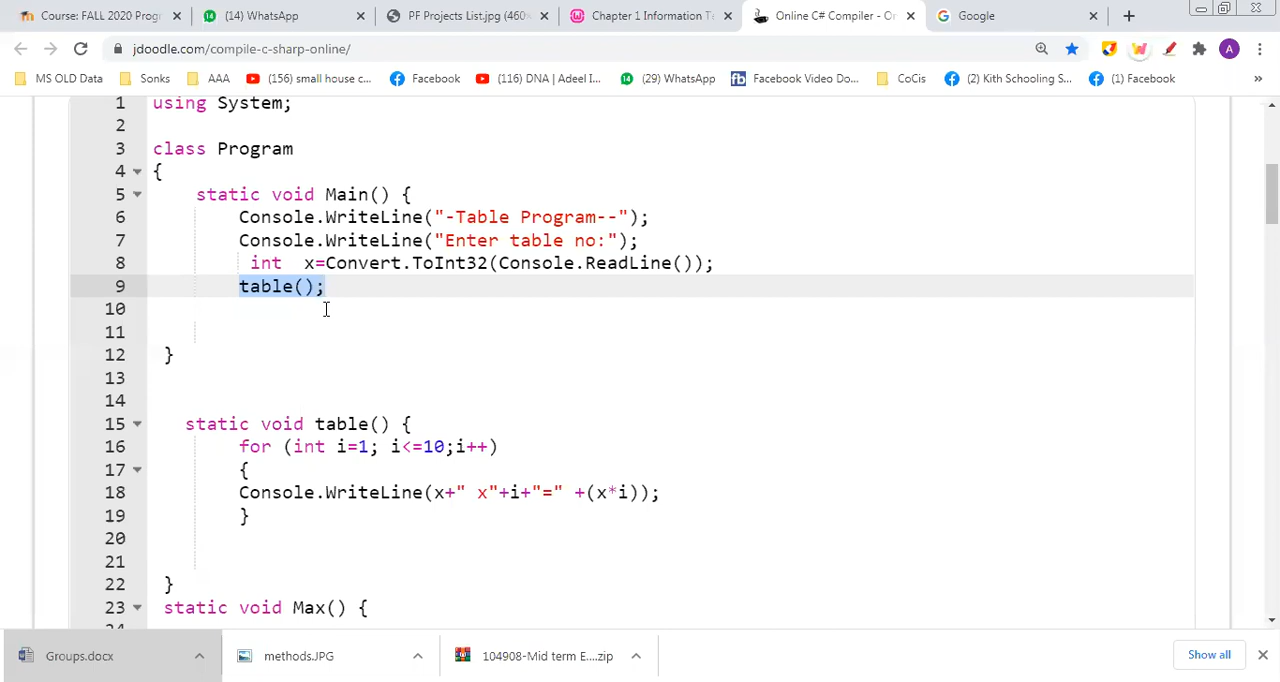 Course: FALL 2020 Progr
(14) WhatsApp
PF Projects List.jpg (460×
Chapter 1 Information Te
Online C# Compiler - On
Google
jdoodle.com/compile-c-sharp-online/
A
MS OLD Data
Sonks
AAA
(156) small house c...
Facebook
(116) DNA | Adeel I...
(29) WhatsApp
Facebook Video Do...
CoCis
(2) Kith Schooling S...
(1) Facebook
»
1 using System;
2
3 class Program
4 {
5 static void Main() {
6 Console.WriteLine("-Table Program--");
7 Console.WriteLine("Enter table no:");
8 int x=Convert.ToInt32(Console.ReadLine());
9 table();
10
11
12 }
13
14
15 static void table() {
16 for (int i=1; i<=10;i++)
17 {
18 Console.WriteLine(x+" x"+i+"=" +(x*i));
19 }
20
21
22 }
23 static void Max() {
Groups.docx
methods.JPG
104908-Mid term E....zip
Show all